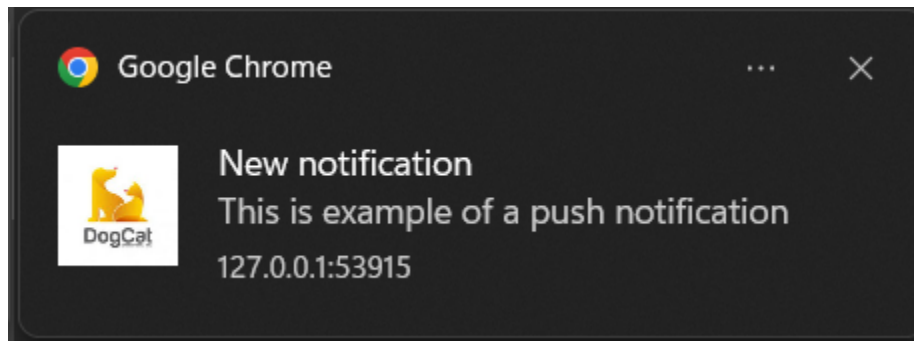 Google Chrome
New notification
This is example of a push notification
DogCat
127.0.0.1:53915